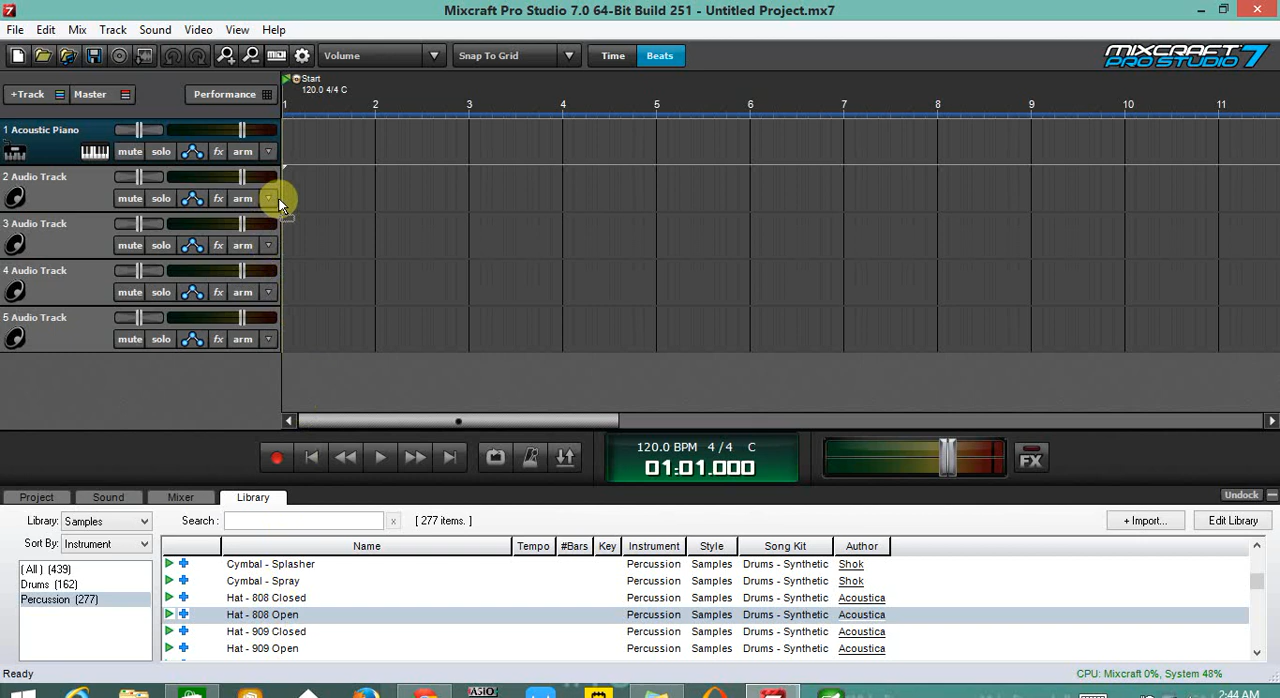 Mixcraft Pro Studio 7.0 64-Bit Build 251 - Untitled Project.mx7
File Edit Mix Track Sound Video View Help
Volume Snap To Grid Time Beats MIXCRAFT PRO STUDIO 7
Start
120.0 4/4 C
+Track Master Performance
1 2 3 4 5 6 7 8 9 10 11
1 Acoustic Piano
mute solo fx arm
2 Audio Track
mute solo fx arm
3 Audio Track
mute solo fx arm
4 Audio Track
mute solo fx arm
5 Audio Track
mute solo fx arm
120.0 BPM 4/4 C
01:01.000
FX
Project Sound Mixer Library Undock
Library: Samples Search: x [ 277 items. ] + Import... Edit Library
Sort By: Instrument
Name Tempo #Bars Key Instrument Style Song Kit Author
( All ) (439)
Drums (162)
Percussion (277)
Cymbal - Splasher Percussion Samples Drums - Synthetic Shok
Cymbal - Spray Percussion Samples Drums - Synthetic Shok
Hat - 808 Closed Percussion Samples Drums - Synthetic Acoustica
Hat - 808 Open Percussion Samples Drums - Synthetic Acoustica
Hat - 909 Closed Percussion Samples Drums - Synthetic Acoustica
Hat - 909 Open Percussion Samples Drums - Synthetic Acoustica
Ready CPU: Mixcraft 0%, System 48%
ASIO 2:44 AM